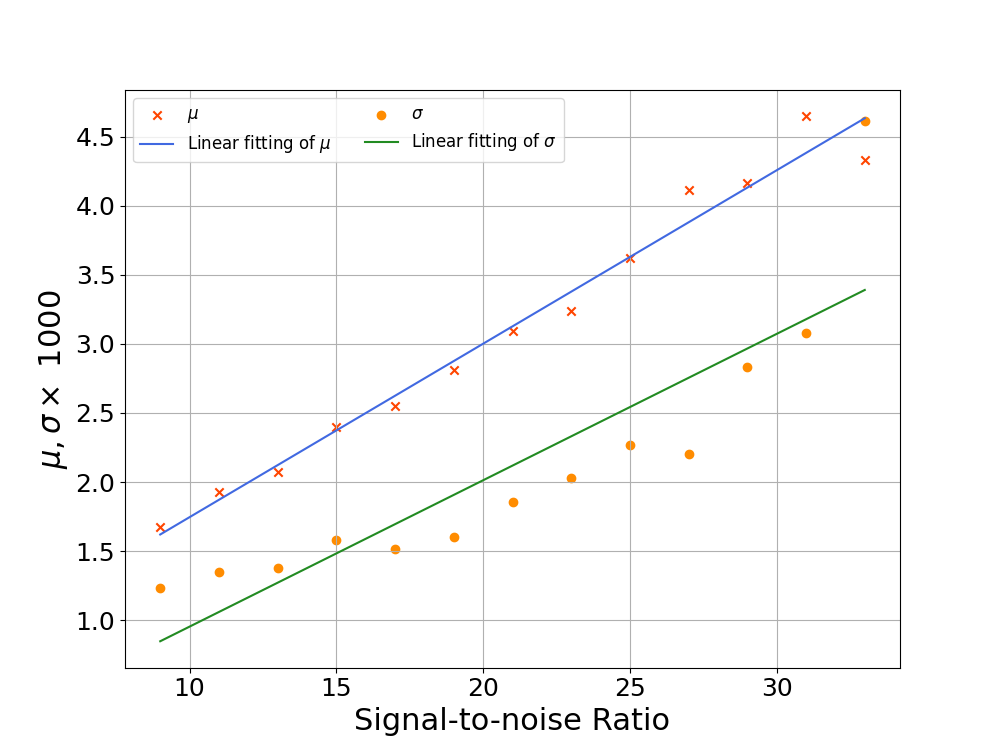 μ
Linear fitting of μ
σ
Linear fitting of σ
4.5
4.0
3.5
3.0
2.5
2.0
1.5
1.0
μ, σ × 1000
10 15 20 25 30
Signal-to-noise Ratio